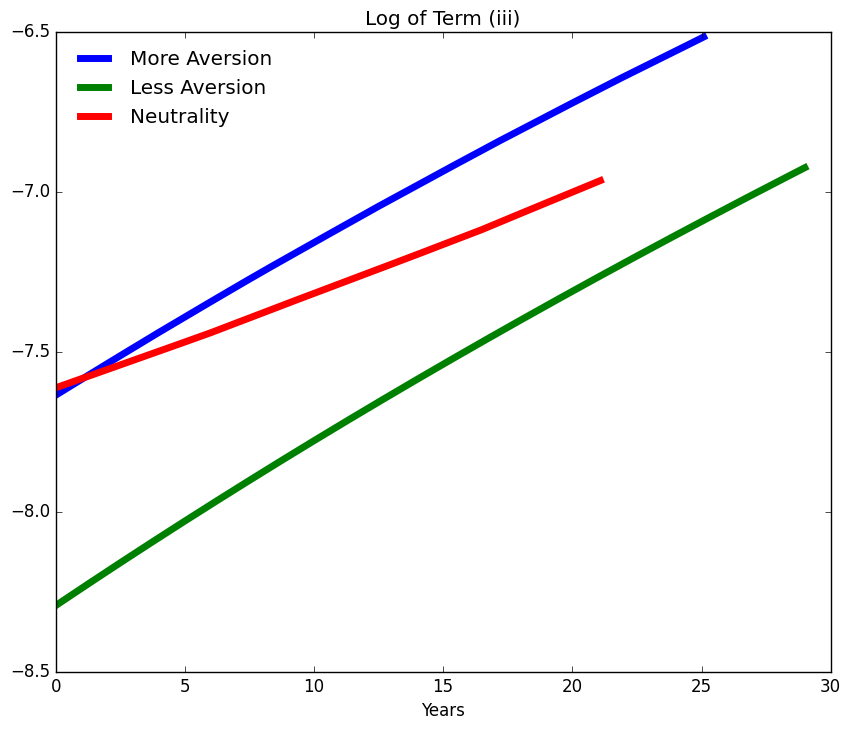 Log of Term (iii)
−6.5
More Aversion
Less Aversion
Neutrality
−7.0
−7.5
−8.0
−8.5
0 5 10 15 20 25 30
Years